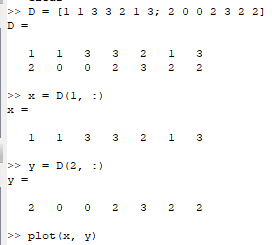 >> D = [1 1 3 3 2 1 3; 2 0 0 2 3 2 2]
D =
1 1 3 3 2 1 3
2 0 0 2 3 2 2
>> x = D(1, :)
x =
1 1 3 3 2 1 3
>> y = D(2, :)
y =
2 0 0 2 3 2 2
>> plot(x, y)